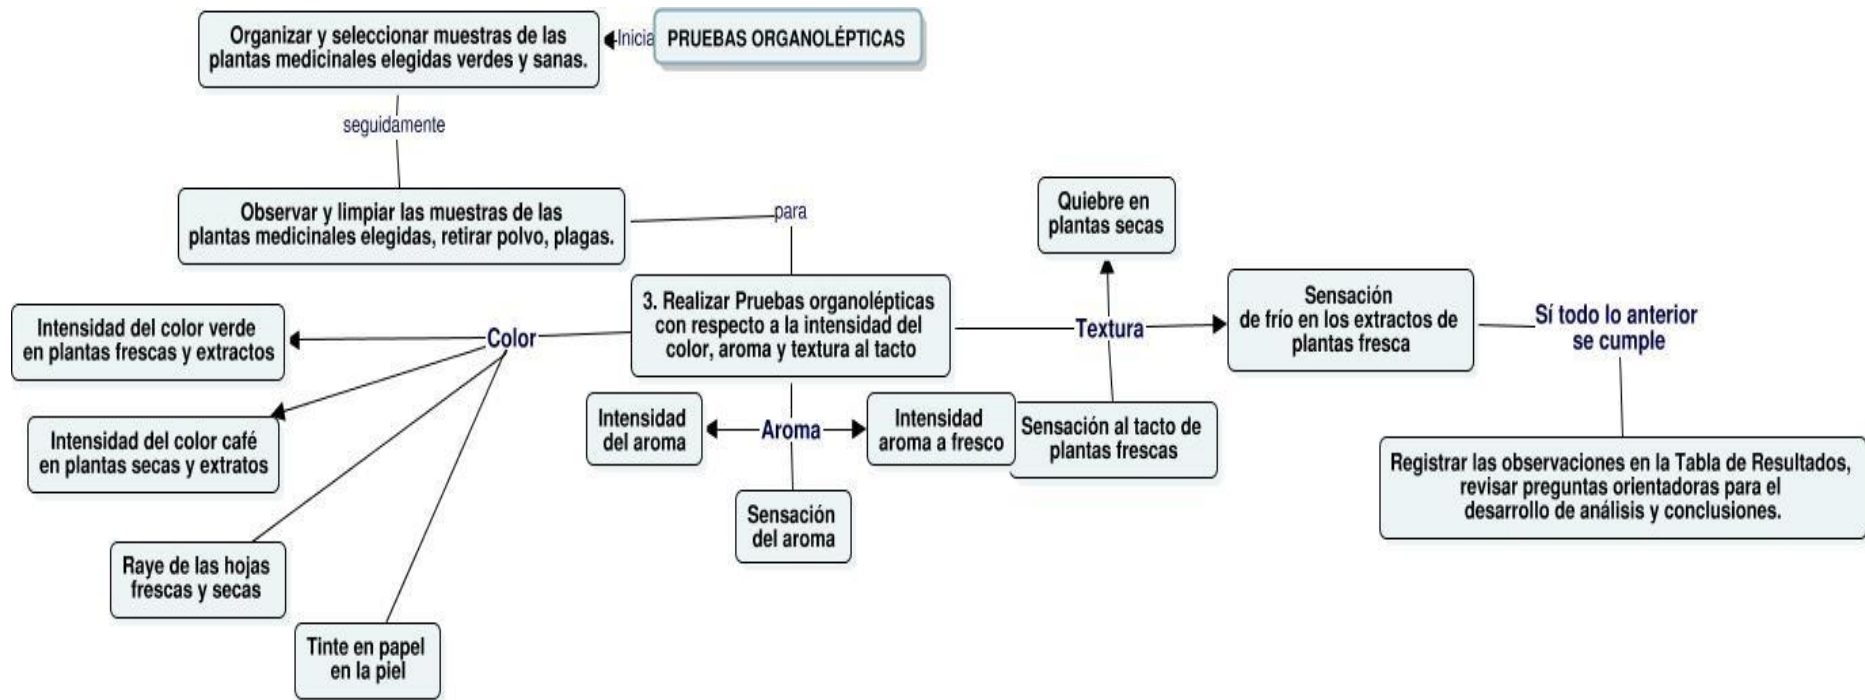 PRUEBAS ORGANOLÉPTICAS
Inicia
Organizar y seleccionar muestras de las
plantas medicinales elegidas verdes y sanas.
seguidamente
Observar y limpiar las muestras de las
plantas medicinales elegidas, retirar polvo, plagas.
para
3. Realizar Pruebas organolépticas
con respecto a la intensidad del
color, aroma y textura al tacto
Color
Intensidad del color verde
en plantas frescas y extractos
Intensidad del color café
en plantas secas y extratos
Raye de las hojas
frescas y secas
Tinte en papel
en la piel
Aroma
Intensidad
del aroma
Sensación
del aroma
Intensidad
aroma a fresco
Textura
Quiebre en
plantas secas
Sensación al tacto de
plantas frescas
Sensación
de frío en los extractos de
plantas fresca
Sí todo lo anterior
se cumple
Registrar las observaciones en la Tabla de Resultados,
revisar preguntas orientadoras para el
desarrollo de análisis y conclusiones.